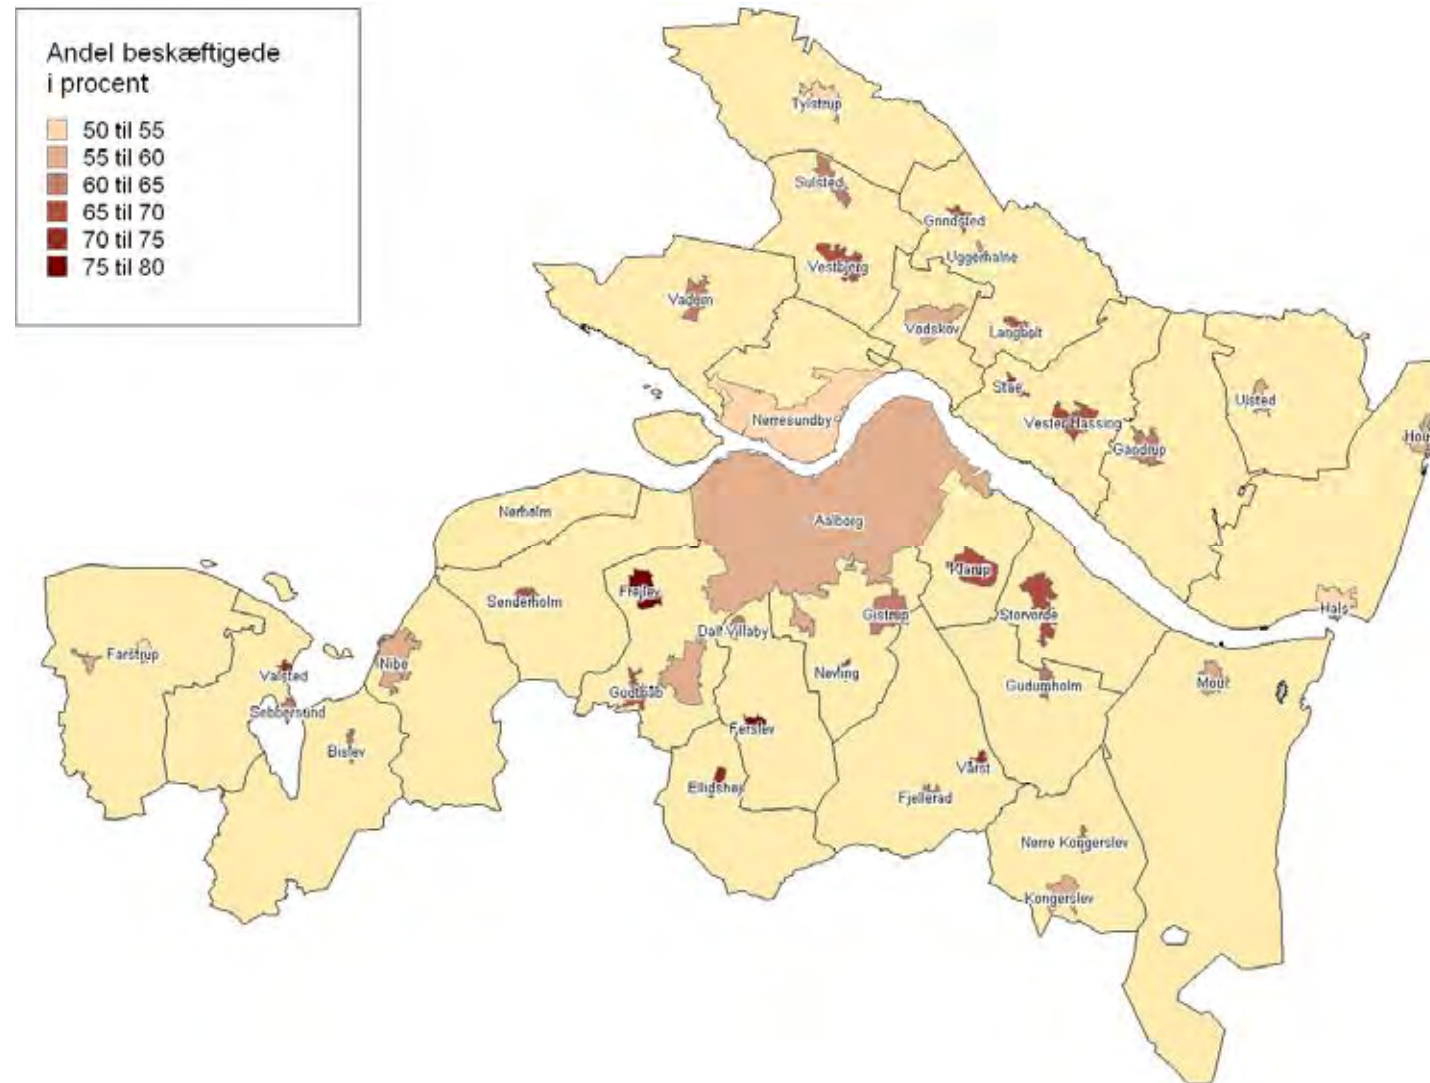 Andel beskæftigede
i procent
50 til 55
55 til 60
60 til 65
65 til 70
70 til 75
75 til 80
Tylstrup
Sulsted
Grindsted
Uggerhalne
Vestbjerg
Vadum
Vodskov
Langholt
Stae
Ulsted
Vester Hassing
Nørresundby
Hou
Gandrup
Aalborg
Nørholm
Klarup
Frejlev
Sønderholm
Hals
Gistrup
Storvorde
Dall Villaby
Farstrup
Nibe
Valsted
Nøvling
Mou
Gudumholm
Godthåb
Sebbersund
Ferslev
Bislev
Vårst
Ellidshøj
Fjellerad
Nørre Kongerslev
Kongerslev